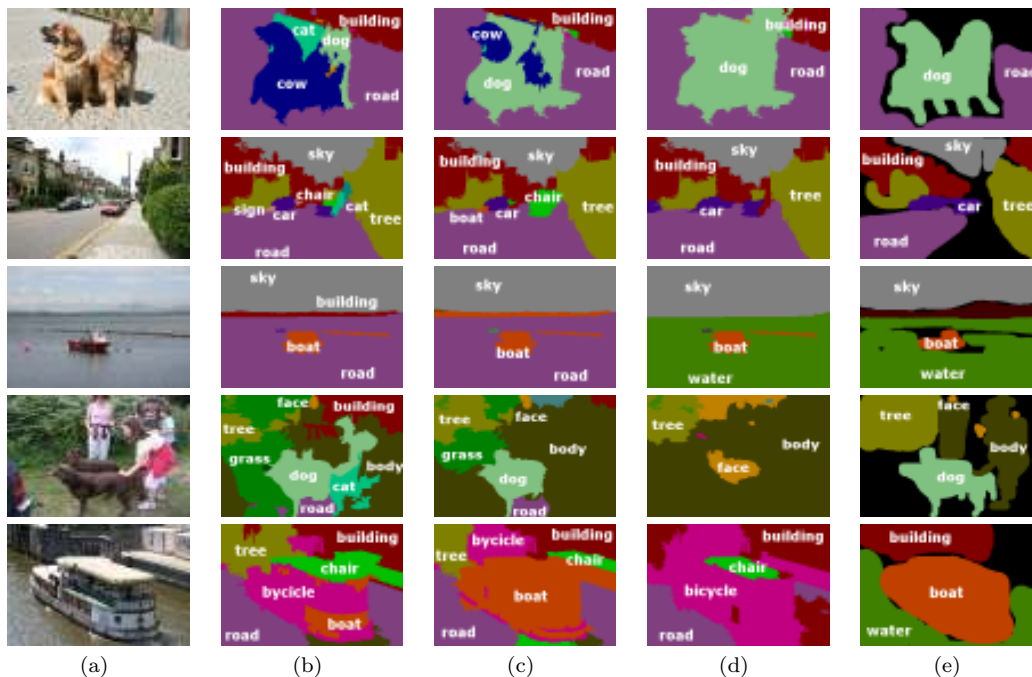 cat dog building cow road
cow building dog road
building dog road
dog road
sky building chair sign car cat tree road
sky building chair boat car tree road
sky building tree car road
sky building car tree road
sky building boat road
sky boat road
sky boat water
sky boat water
face building tree grass dog body cat road
face tree grass body dog road
tree body face
tree face body dog
building tree chair bycicle boat road
bycicle building tree chair boat road
building chair bicycle road
building boat water
(a) (b) (c) (d) (e)